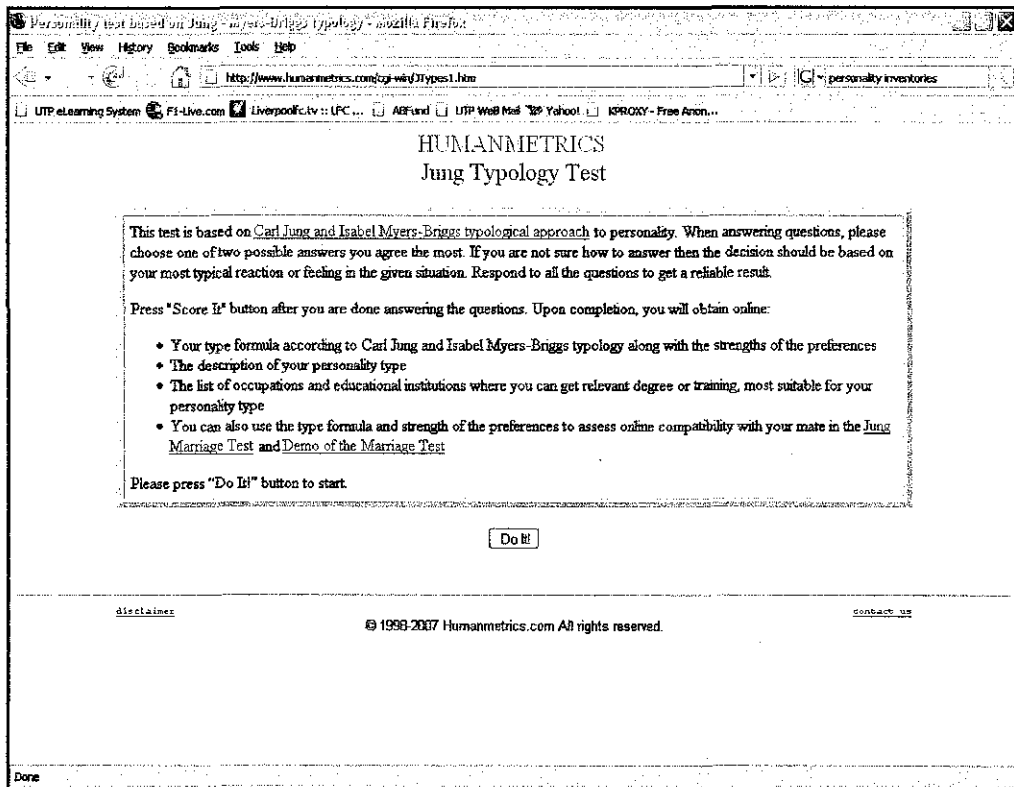 Personality test based on Jung - Myers-Briggs typology - Mozilla Firefox
File Edit View History Bookmarks Tools Help
http://www.humanmetrics.com/cgi-win/JTypes1.htm G personality inventories
UTP eLearning System F1-Live.com Liverpoolfc.tv :: LFC ... ABFund UTP Web Mail Yahoo! KPROXY - Free Anon...
HUMANMETRICS
Jung Typology Test
This test is based on Carl Jung and Isabel Myers-Briggs typological approach to personality. When answering questions, please
choose one of two possible answers you agree the most. If you are not sure how to answer then the decision should be based on
your most typical reaction or feeling in the given situation. Respond to all the questions to get a reliable result.
Press "Score It" button after you are done answering the questions. Upon completion, you will obtain online:
• Your type formula according to Carl Jung and Isabel Myers-Briggs typology along with the strengths of the preferences
• The description of your personality type
• The list of occupations and educational institutions where you can get relevant degree or training, most suitable for your
personality type
• You can also use the type formula and strength of the preferences to assess online compatibility with your mate in the Jung
Marriage Test and Demo of the Marriage Test
Please press "Do It!" button to start.
Do It!
disclaimer contact us
© 1998-2007 Humanmetrics.com All rights reserved.
Done